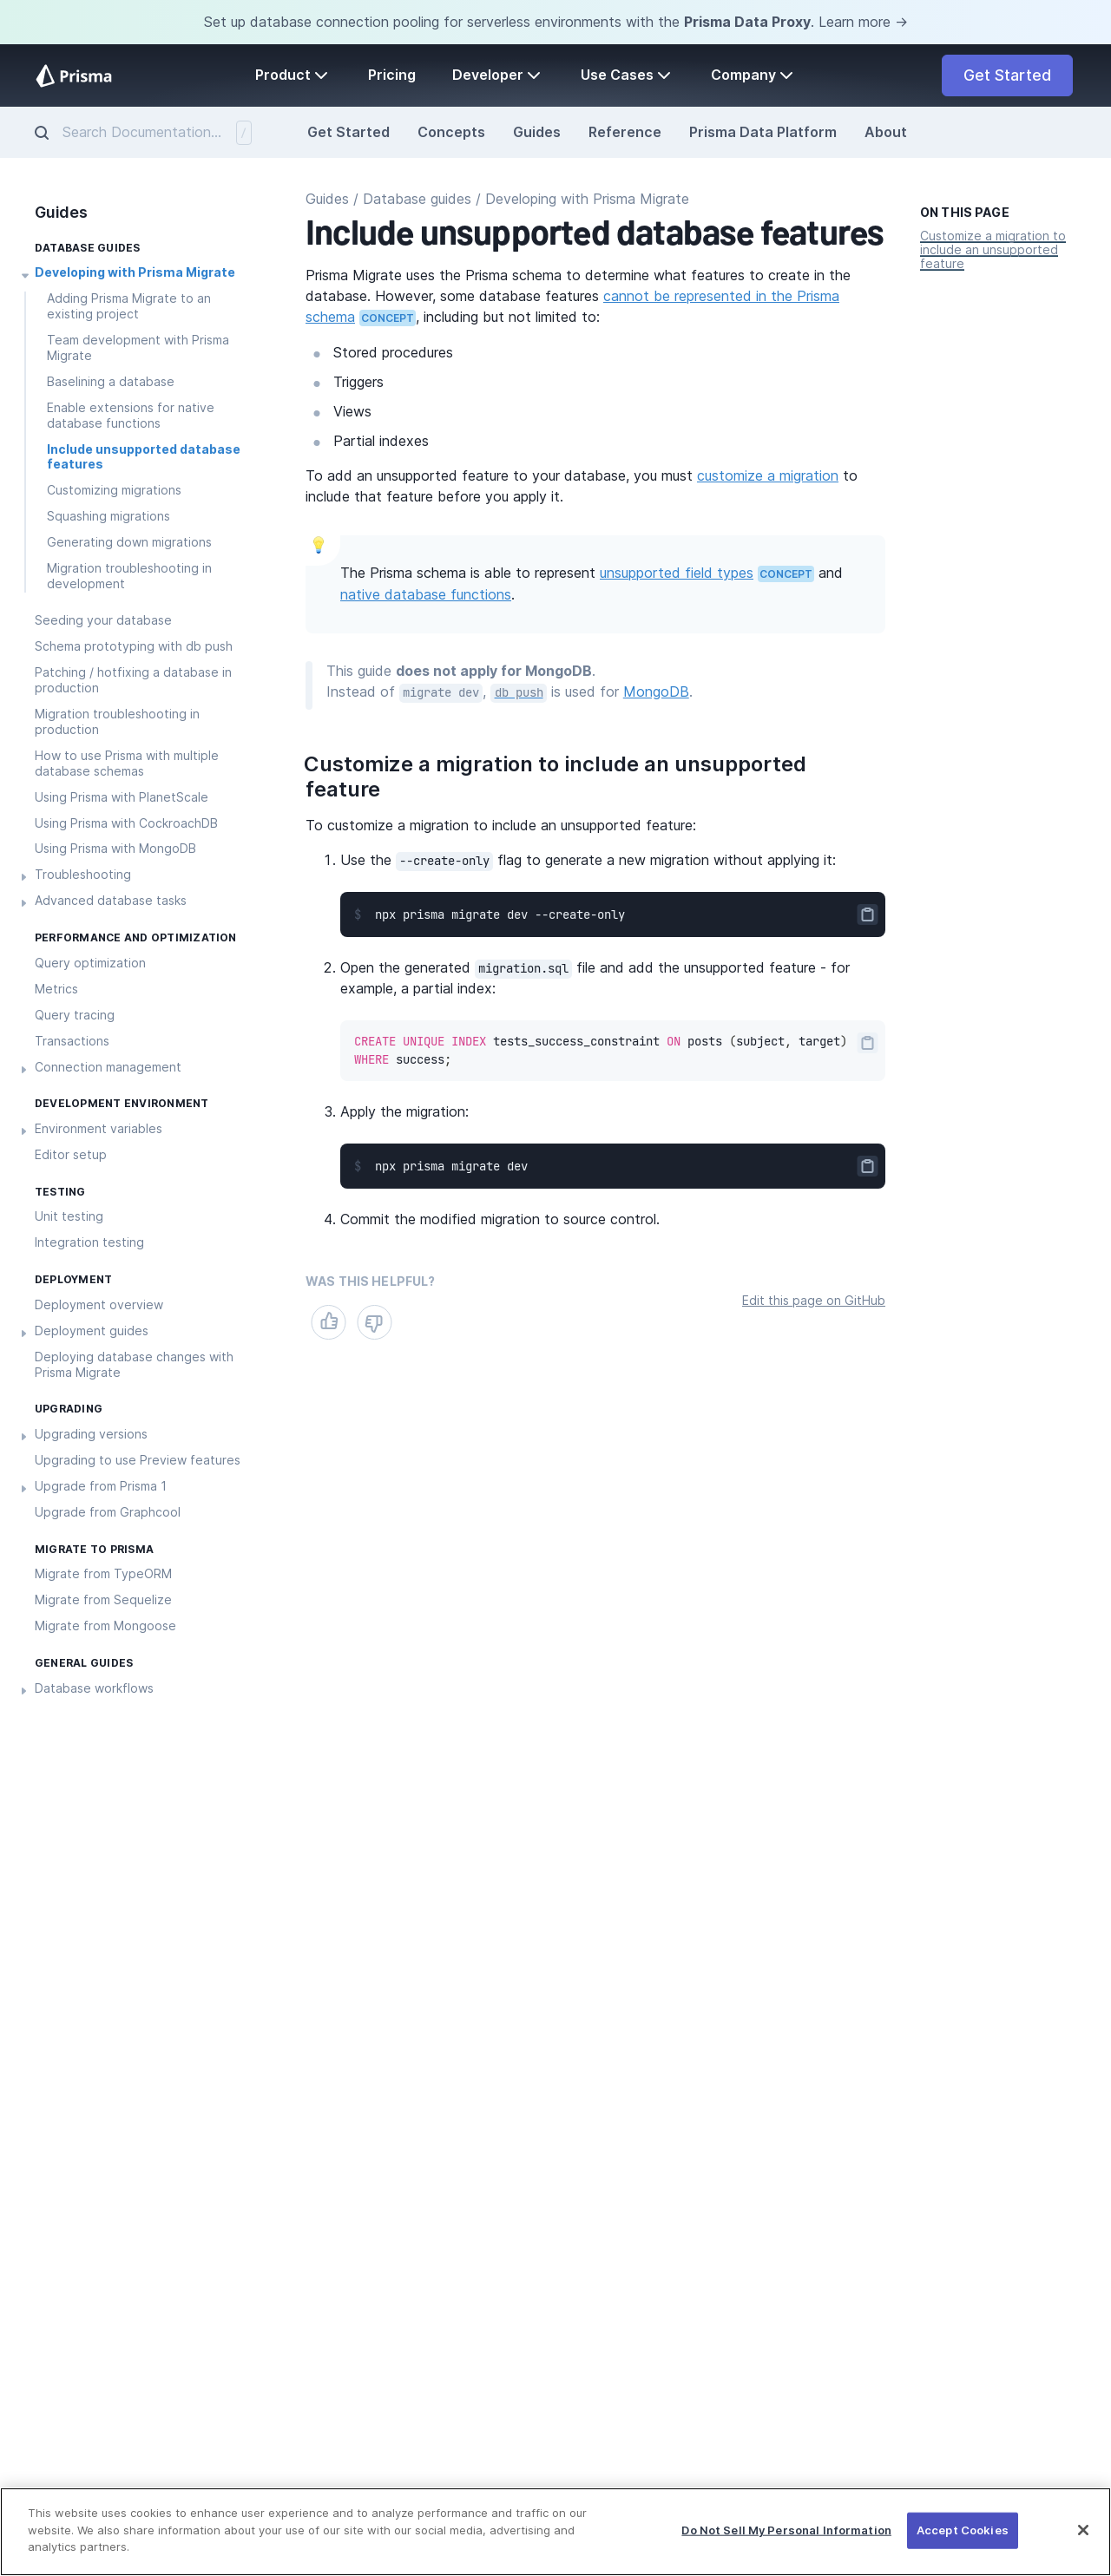 Set up database connection pooling for serverless environments with the Prisma Data Proxy. Learn more →
Prisma
Product
Pricing
Developer
Use Cases
Company
Get Started
Search Documentation...
/
Get Started
Concepts
Guides
Reference
Prisma Data Platform
About
Guides
DATABASE GUIDES
Developing with Prisma Migrate
Adding Prisma Migrate to an
existing project
Team development with Prisma
Migrate
Baselining a database
Enable extensions for native
database functions
Include unsupported database
features
Customizing migrations
Squashing migrations
Generating down migrations
Migration troubleshooting in
development
Seeding your database
Schema prototyping with db push
Patching / hotfixing a database in
production
Migration troubleshooting in
production
How to use Prisma with multiple
database schemas
Using Prisma with PlanetScale
Using Prisma with CockroachDB
Using Prisma with MongoDB
Troubleshooting
Advanced database tasks
PERFORMANCE AND OPTIMIZATION
Query optimization
Metrics
Query tracing
Transactions
Connection management
DEVELOPMENT ENVIRONMENT
Environment variables
Editor setup
TESTING
Unit testing
Integration testing
DEPLOYMENT
Deployment overview
Deployment guides
Deploying database changes with
Prisma Migrate
UPGRADING
Upgrading versions
Upgrading to use Preview features
Upgrade from Prisma 1
Upgrade from Graphcool
MIGRATE TO PRISMA
Migrate from TypeORM
Migrate from Sequelize
Migrate from Mongoose
GENERAL GUIDES
Database workflows
Guides / Database guides / Developing with Prisma Migrate
Include unsupported database features
Prisma Migrate uses the Prisma schema to determine what features to create in the
database. However, some database features cannot be represented in the Prisma
schema CONCEPT, including but not limited to:
Stored procedures
Triggers
Views
Partial indexes
To add an unsupported feature to your database, you must customize a migration to
include that feature before you apply it.
The Prisma schema is able to represent unsupported field types CONCEPT and
native database functions.
This guide does not apply for MongoDB.
Instead of migrate dev, db push is used for MongoDB.
Customize a migration to include an unsupported
feature
To customize a migration to include an unsupported feature:
1. Use the --create-only flag to generate a new migration without applying it:
$ npx prisma migrate dev --create-only
2. Open the generated migration.sql file and add the unsupported feature - for
example, a partial index:
CREATE UNIQUE INDEX tests_success_constraint ON posts (subject, target)
WHERE success;
3. Apply the migration:
$ npx prisma migrate dev
4. Commit the modified migration to source control.
WAS THIS HELPFUL?
Edit this page on GitHub
ON THIS PAGE
Customize a migration to
include an unsupported
feature
This website uses cookies to enhance user experience and to analyze performance and traffic on our
website. We also share information about your use of our site with our social media, advertising and
analytics partners.
Do Not Sell My Personal Information
Accept Cookies